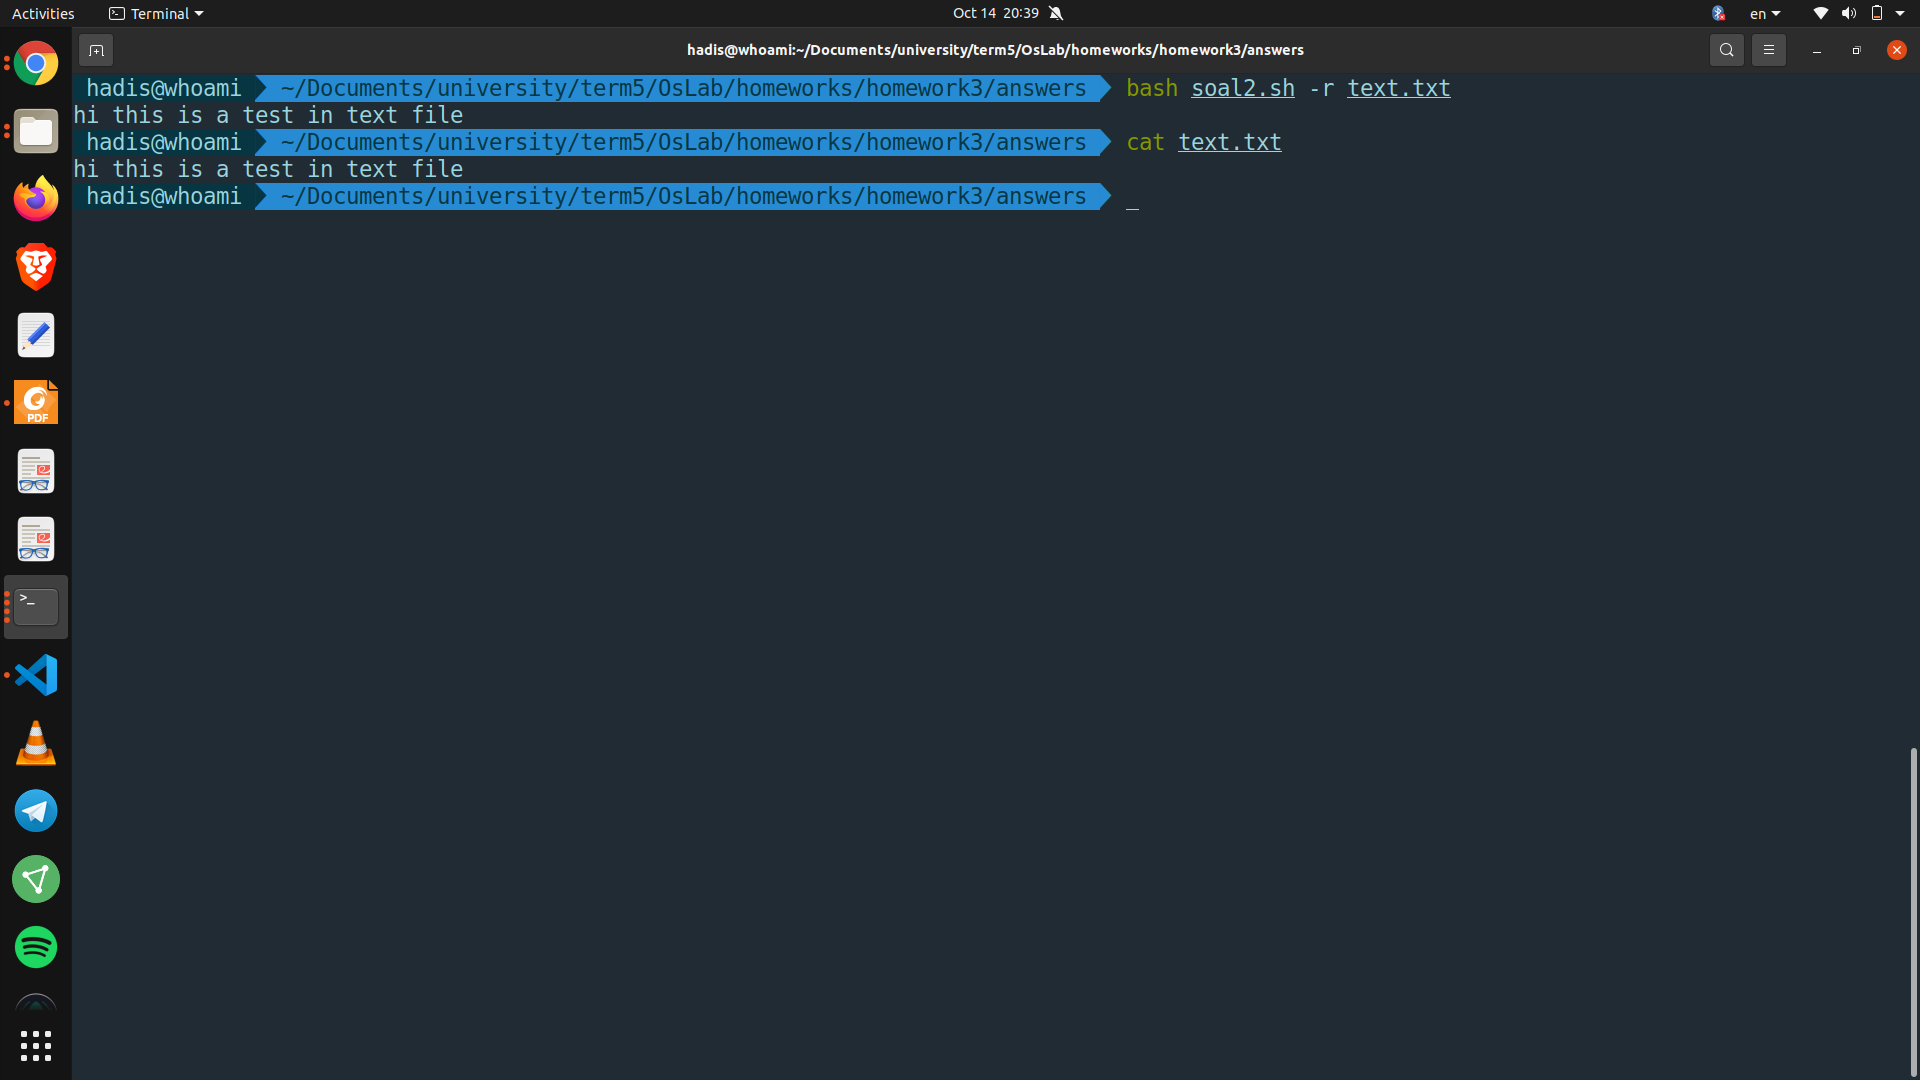 Activities Terminal Oct 14 20:39 en
hadis@whoami:~/Documents/university/term5/OsLab/homeworks/homework3/answers
hadis@whoami ~/Documents/university/term5/OsLab/homeworks/homework3/answers bash soal2.sh -r text.txt
hi this is a test in text file
hadis@whoami ~/Documents/university/term5/OsLab/homeworks/homework3/answers cat text.txt
hi this is a test in text file
hadis@whoami ~/Documents/university/term5/OsLab/homeworks/homework3/answers _
PDF
>_